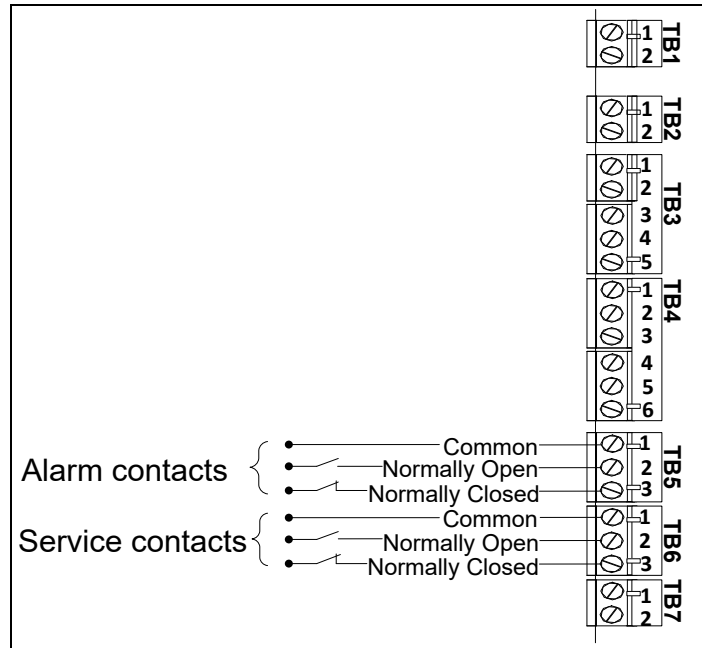 1
2
TB1
1
2
TB2
1
2
3
4
5
TB3
1
2
3
4
5
6
TB4
Alarm contacts
Common 1
Normally Open 2
Normally Closed 3
TB5
Service contacts
Common 1
Normally Open 2
Normally Closed 3
TB6
1
2
TB7